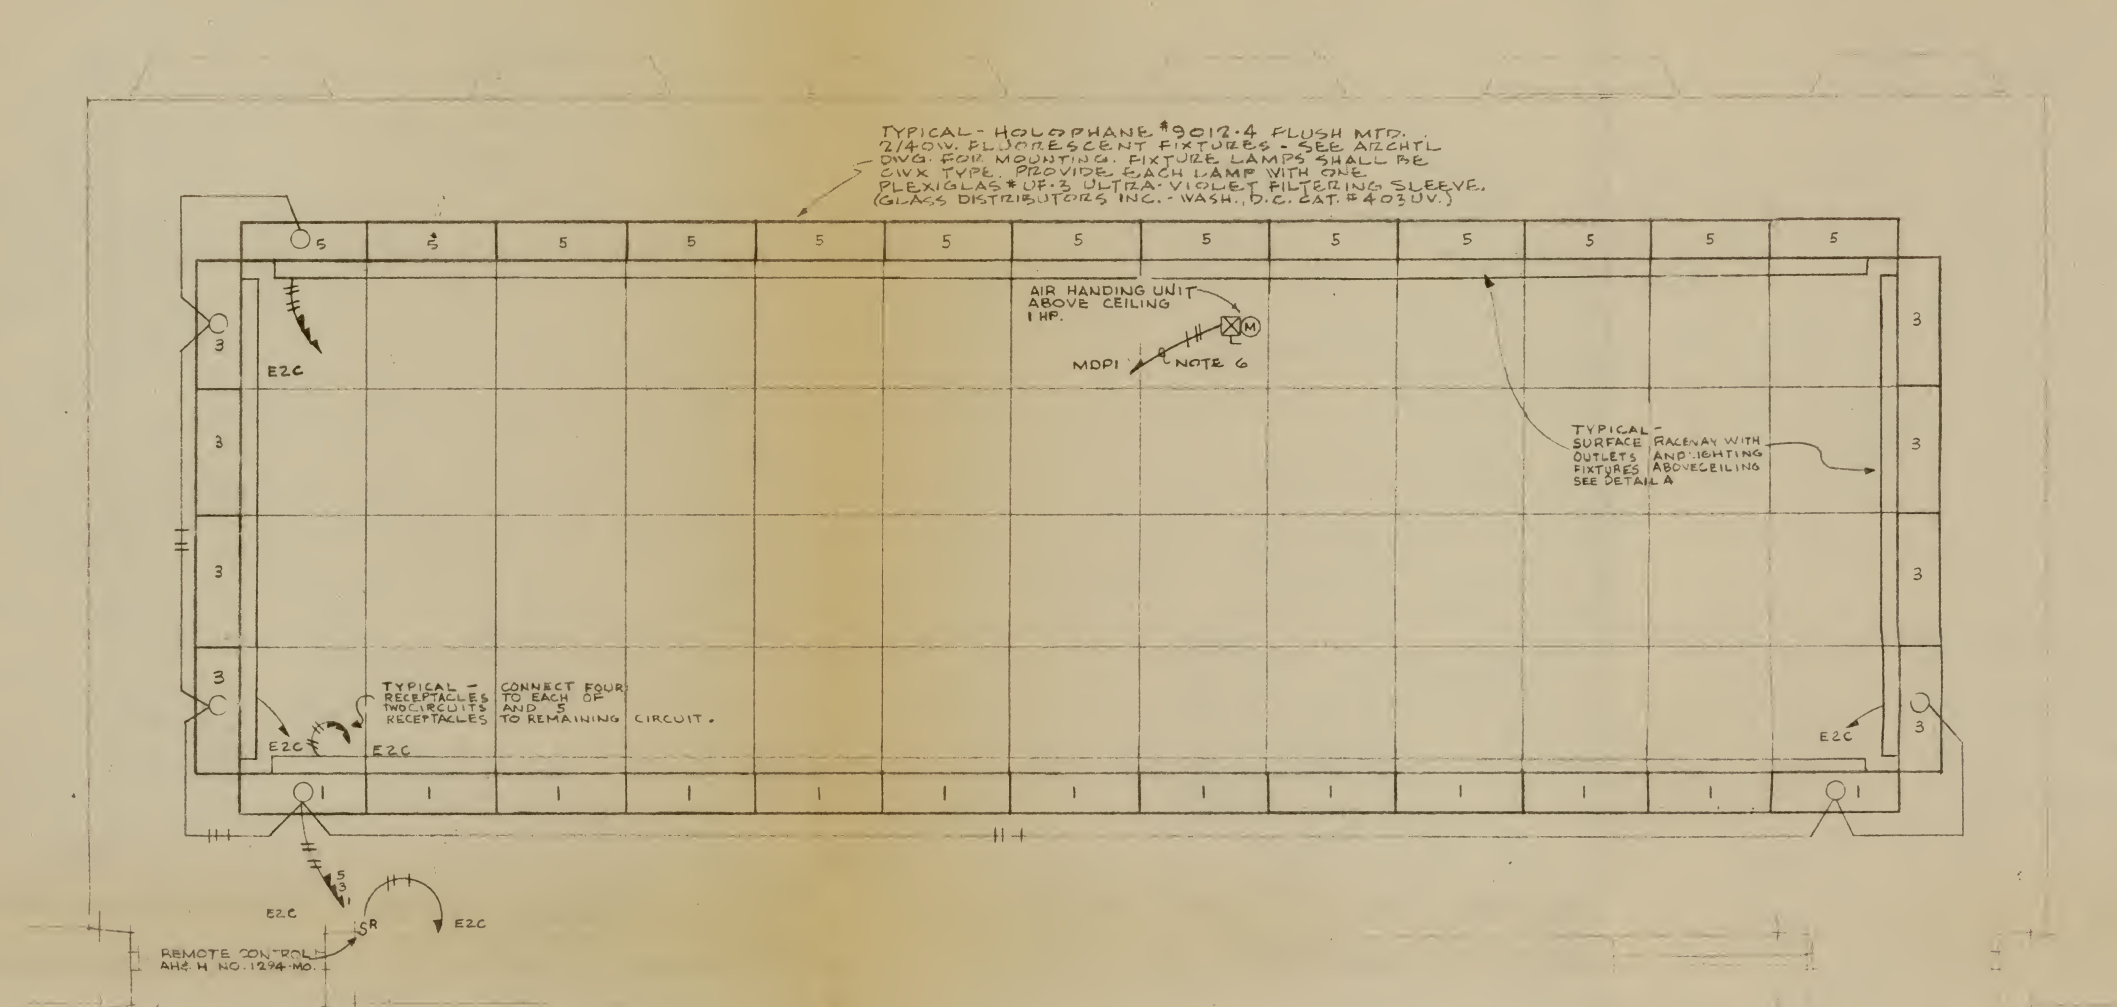 TYPICAL - HOLOPHANE #9012-4 FLUSH MTD.
2/40W. FLUORESCENT FIXTURES - SEE ARCHTL
DWG. FOR MOUNTING. FIXTURE LAMPS SHALL BE
CWX TYPE. PROVIDE EACH LAMP WITH ONE
PLEXIGLAS # UF-3 ULTRA-VIOLET FILTERING SLEEVE.
(GLASS DISTRIBUTORS INC. - WASH., D.C. CAT. # 403UV.)
5 5 5 5 5 5 5 5 5 5 5 5 5
AIR HANDING UNIT
ABOVE CEILING
1 HP.
M
L
MDP1
NOTE 6
3
3
3
3
E2C
3
3
3
3
TYPICAL -
SURFACE RACEWAY WITH
OUTLETS AND IGHTING
FIXTURES ABOVE CEILING
SEE DETAIL A
TYPICAL - CONNECT FOUR
RECEPTACLES TO EACH OF
TWO CIRCUITS AND 5
RECEPTACLES TO REMAINING CIRCUIT.
E2C
E2C
E2C
1 1 1 1 1 1 1 1 1 1 1 1 1
5
3
1
E2C
SR
E2C
REMOTE CONTROL
AH& H NO. 1294-MO.